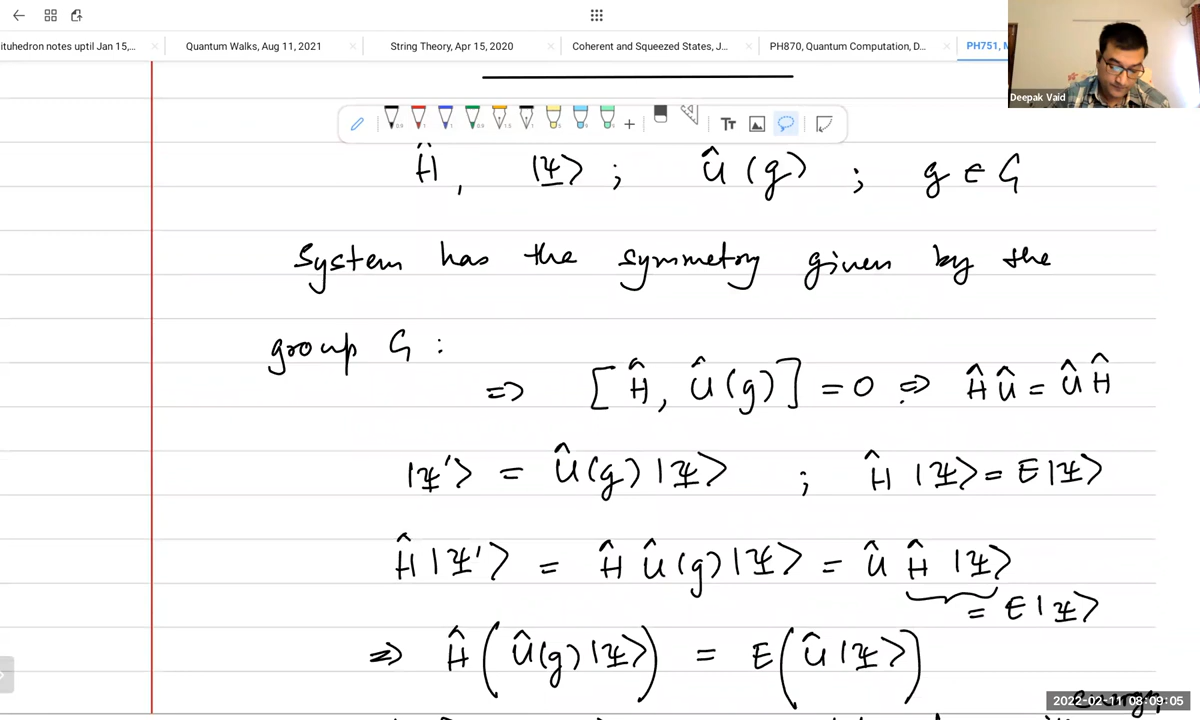 ituhedron notes uptil Jan 15,... Quantum Walks, Aug 11, 2021 String Theory, Apr 15, 2020 Coherent and Squeezed States, J... PH870, Quantum Computation, D... PH751, M
Deepak Vaid
Tt
Ĥ, |Ψ⟩ ; Û(g) ; g ∈ G
System has the symmetry given by the
group G :
⇒ [Ĥ, Û(g)] = 0 ⇒ ĤÛ = ÛĤ
|Ψ'⟩ = Û(g)|Ψ⟩ ; Ĥ|Ψ⟩ = E|Ψ⟩
Ĥ|Ψ'⟩ = ĤÛ(g)|Ψ⟩ = ÛĤ|Ψ⟩
= E|Ψ⟩
⇒ Ĥ(Û(g)|Ψ⟩) = E(Û|Ψ⟩)
2022-02-11 08:09:05